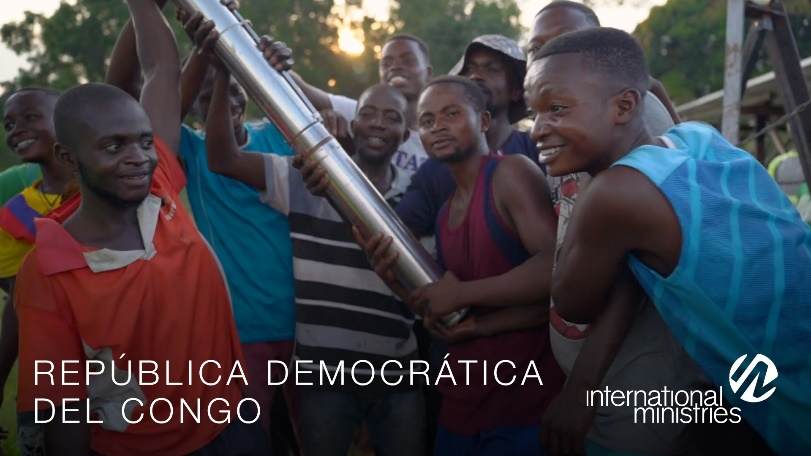 REPÚBLICA DEMOCRÁTICA
DEL CONGO
international
ministries